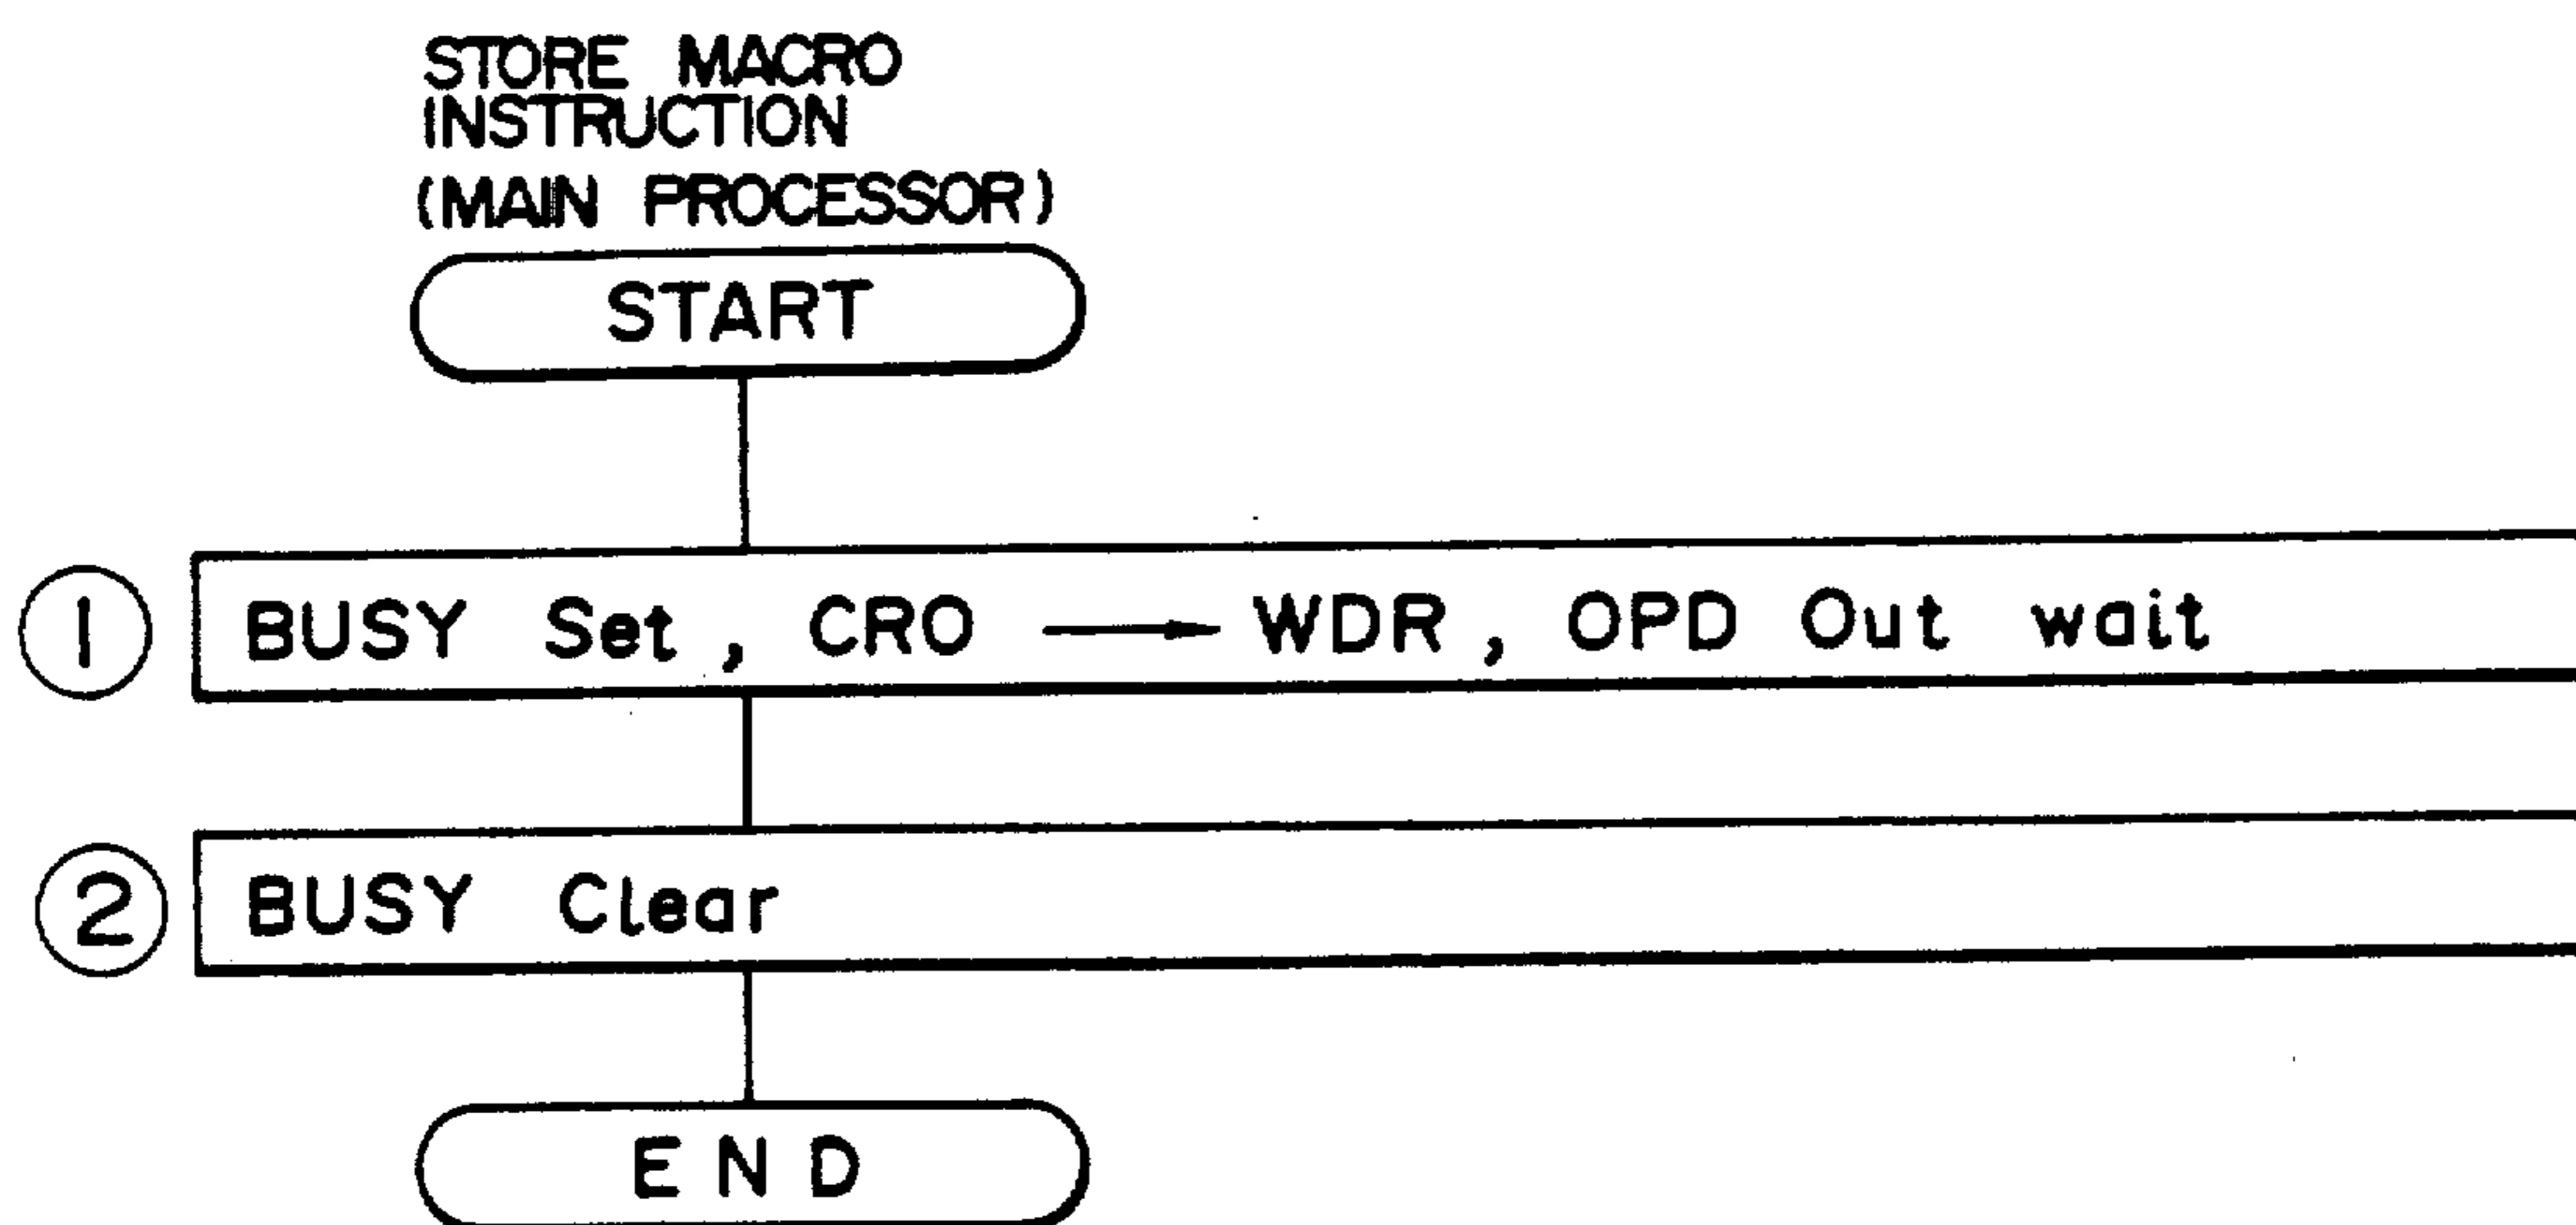 STORE MACRO
INSTRUCTION
(MAIN PROCESSOR)
START
1 BUSY Set, CRO → WDR, OPD Out wait
2 BUSY Clear
END